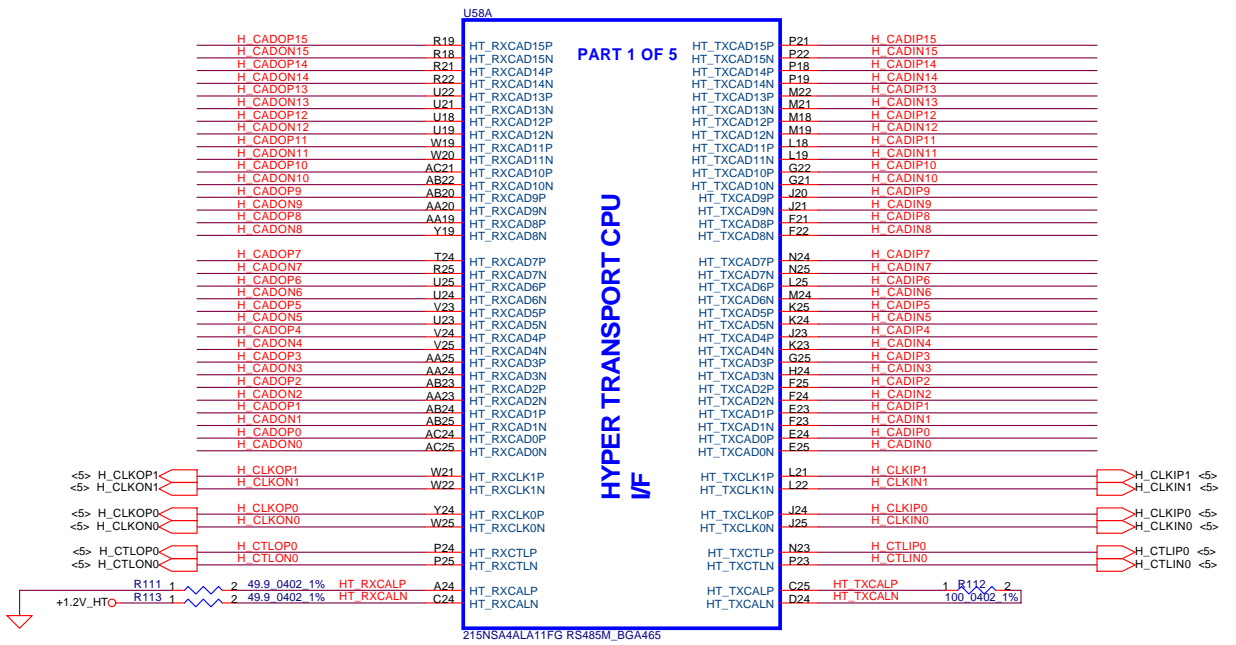 U58A
PART 1 OF 5
HYPER TRANSPORT CPU
I/F
H_CADOP15 R19 HT_RXCAD15P HT_TXCAD15P P21 H_CADIP15
H_CADON15 R18 HT_RXCAD15N HT_TXCAD15N P22 H_CADIN15
H_CADOP14 R21 HT_RXCAD14P HT_TXCAD14P P18 H_CADIP14
H_CADON14 R22 HT_RXCAD14N HT_TXCAD14N P19 H_CADIN14
H_CADOP13 U22 HT_RXCAD13P HT_TXCAD13P M22 H_CADIP13
H_CADON13 U21 HT_RXCAD13N HT_TXCAD13N M21 H_CADIN13
H_CADOP12 U18 HT_RXCAD12P HT_TXCAD12P M18 H_CADIP12
H_CADON12 U19 HT_RXCAD12N HT_TXCAD12N M19 H_CADIN12
H_CADOP11 W19 HT_RXCAD11P HT_TXCAD11P L18 H_CADIP11
H_CADON11 W20 HT_RXCAD11N HT_TXCAD11N L19 H_CADIN11
H_CADOP10 AC21 HT_RXCAD10P HT_TXCAD10P G22 H_CADIP10
H_CADON10 AB22 HT_RXCAD10N HT_TXCAD10N G21 H_CADIN10
H_CADOP9 AB20 HT_RXCAD9P HT_TXCAD9P J20 H_CADIP9
H_CADON9 AA20 HT_RXCAD9N HT_TXCAD9N J21 H_CADIN9
H_CADOP8 AA19 HT_RXCAD8P HT_TXCAD8P F21 H_CADIP8
H_CADON8 Y19 HT_RXCAD8N HT_TXCAD8N F22 H_CADIN8
H_CADOP7 T24 HT_RXCAD7P HT_TXCAD7P N24 H_CADIP7
H_CADON7 R25 HT_RXCAD7N HT_TXCAD7N N25 H_CADIN7
H_CADOP6 U25 HT_RXCAD6P HT_TXCAD6P L25 H_CADIP6
H_CADON6 U24 HT_RXCAD6N HT_TXCAD6N M24 H_CADIN6
H_CADOP5 V23 HT_RXCAD5P HT_TXCAD5P K25 H_CADIP5
H_CADON5 U23 HT_RXCAD5N HT_TXCAD5N K24 H_CADIN5
H_CADOP4 V24 HT_RXCAD4P HT_TXCAD4P J23 H_CADIP4
H_CADON4 V25 HT_RXCAD4N HT_TXCAD4N K23 H_CADIN4
H_CADOP3 AA25 HT_RXCAD3P HT_TXCAD3P G25 H_CADIP3
H_CADON3 AA24 HT_RXCAD3N HT_TXCAD3N H24 H_CADIN3
H_CADOP2 AB23 HT_RXCAD2P HT_TXCAD2P F25 H_CADIP2
H_CADON2 AA23 HT_RXCAD2N HT_TXCAD2N F24 H_CADIN2
H_CADOP1 AB24 HT_RXCAD1P HT_TXCAD1P E23 H_CADIP1
H_CADON1 AB25 HT_RXCAD1N HT_TXCAD1N F23 H_CADIN1
H_CADOP0 AC24 HT_RXCAD0P HT_TXCAD0P E24 H_CADIP0
H_CADON0 AC25 HT_RXCAD0N HT_TXCAD0N E25 H_CADIN0
<5> H_CLKOP1 H_CLKOP1 W21 HT_RXCLK1P HT_TXCLK1P L21 H_CLKIP1 H_CLKIP1 <5>
<5> H_CLKON1 H_CLKON1 W22 HT_RXCLK1N HT_TXCLK1N L22 H_CLKIN1 H_CLKIN1 <5>
<5> H_CLKOP0 H_CLKOP0 Y24 HT_RXCLK0P HT_TXCLK0P J24 H_CLKIP0 H_CLKIP0 <5>
<5> H_CLKON0 H_CLKON0 W25 HT_RXCLK0N HT_TXCLK0N J25 H_CLKIN0 H_CLKIN0 <5>
<5> H_CTLOP0 H_CTLOP0 P24 HT_RXCTLP HT_TXCTLP N23 H_CTLIP0 H_CTLIP0 <5>
<5> H_CTLON0 H_CTLON0 P25 HT_RXCTLN HT_TXCTLN P23 H_CTLIN0 H_CTLIN0 <5>
R111 1 2 49.9_0402_1% HT_RXCALP A24 HT_RXCALP HT_TXCALP C25 HT_TXCALP 1 R112 2
+1.2V_HT R113 1 2 49.9_0402_1% HT_RXCALN C24 HT_RXCALN HT_TXCALN D24 HT_TXCALN 100_0402_1%
215NSA4ALA11FG RS485M_BGA465